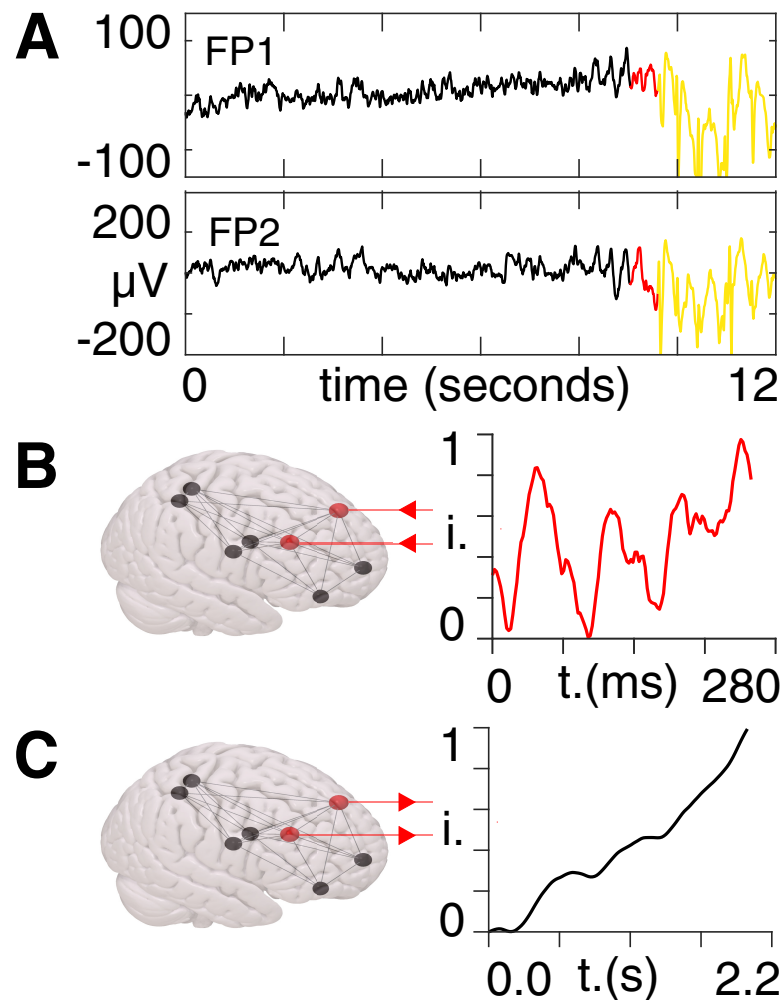 A
100
FP1
-100
200
FP2
µV
-200
0 time (seconds) 12
B
1
i.
0
0 t.(ms) 280
C
1
i.
0
0.0 t.(s) 2.2